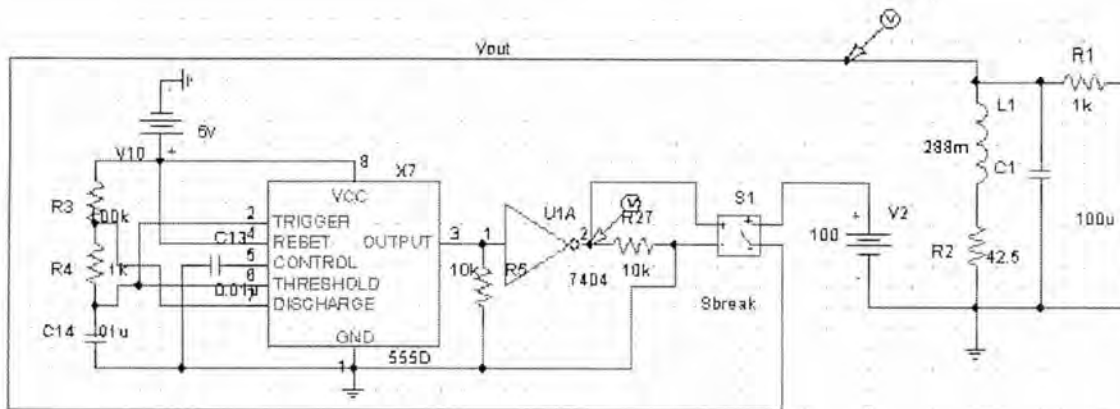 Vout
R1
1k
L1
288m
C1
100u
R2
42.5
V2
100
S1
Sbreak
5V
V10
R3
100k
R4
1k
C14
.01u
C13
0.01u
X7
8
VCC
2
TRIGGER
4
RESET
5
CONTROL
6
THRESHOLD
7
DISCHARGE
OUTPUT
3
GND
1
555D
1
U1A
2
7404
R5
10k
R27
10k
V
V